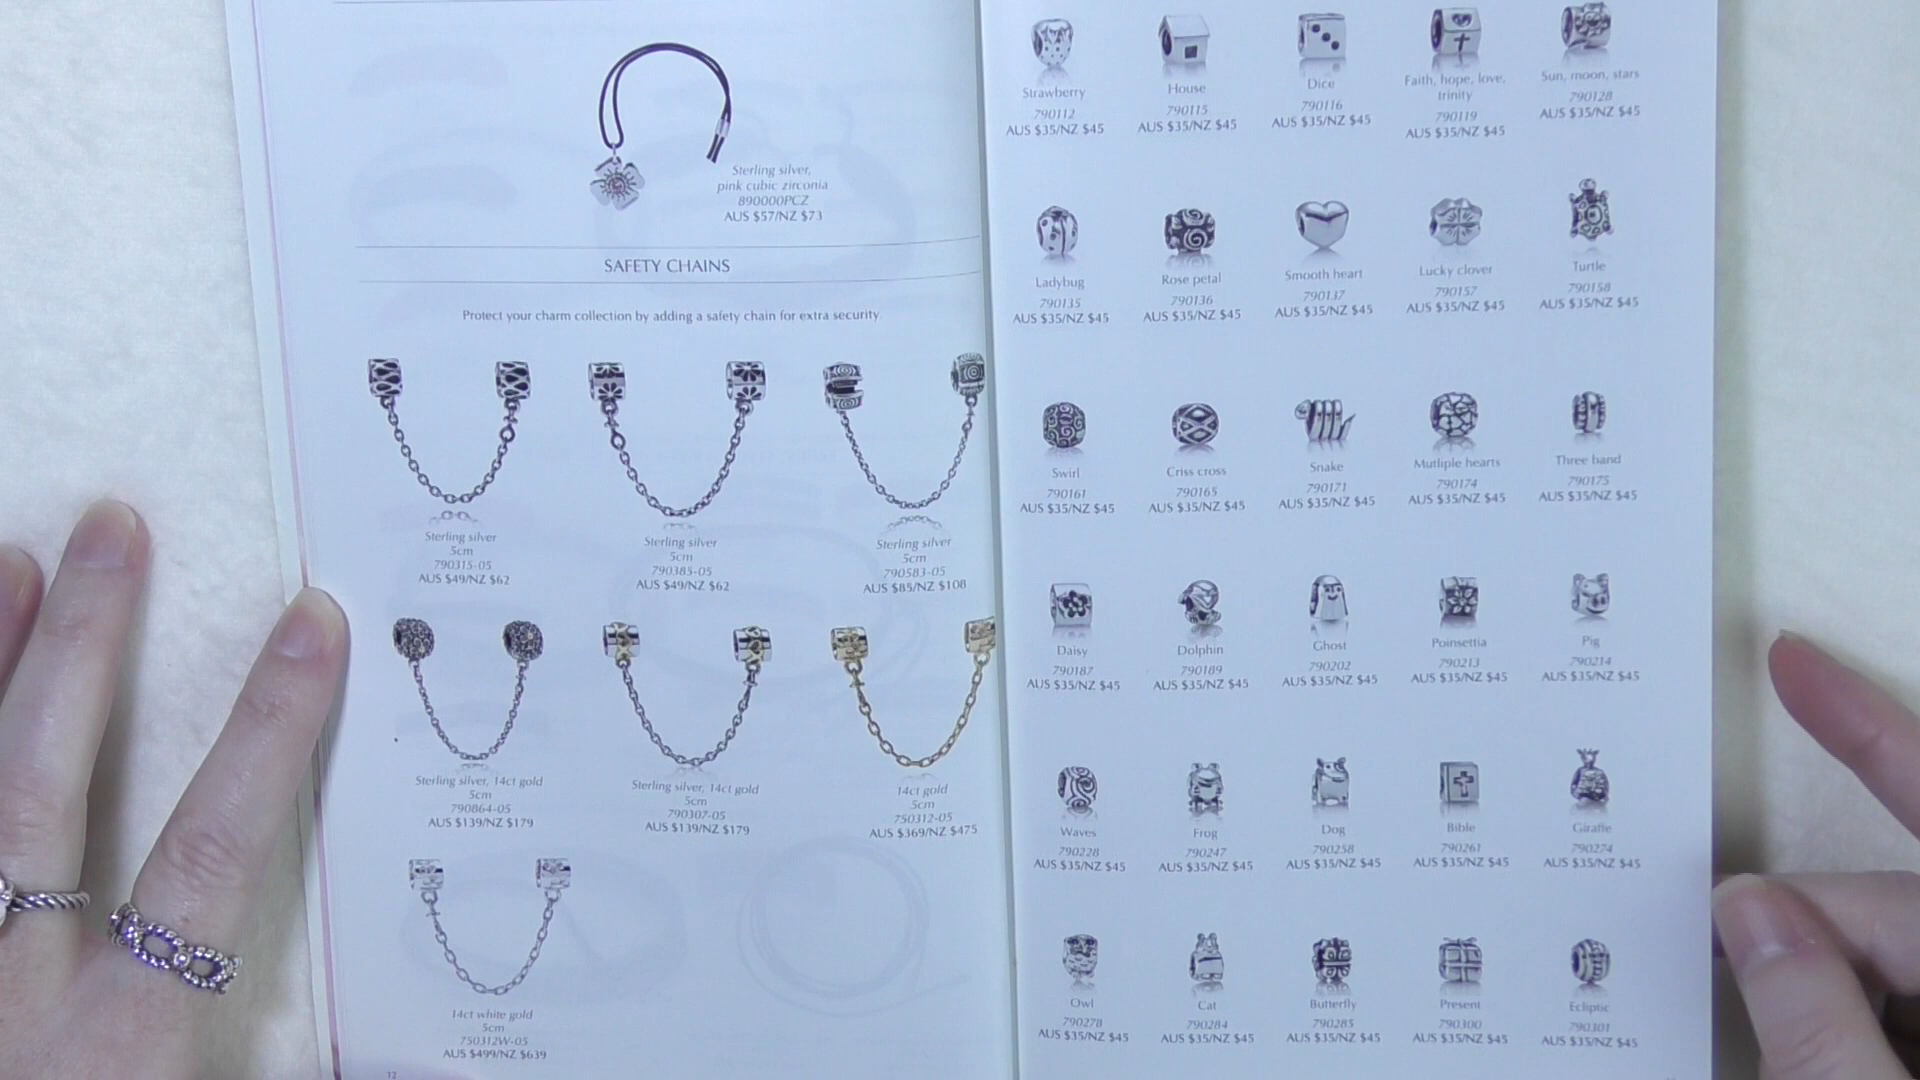 Sterling silver,
pink cubic zirconia
890000PCZ
AUS $57/NZ $73
SAFETY CHAINS
Protect your charm collection by adding a safety chain for extra security.
Sterling silver
5cm
790315-05
AUS $49/NZ $62
Sterling silver
5cm
790385-05
AUS $49/NZ $62
Sterling silver
5cm
790583-05
AUS $85/NZ $108
Sterling silver, 14ct gold
5cm
790864-05
AUS $139/NZ $179
Sterling silver, 14ct gold
5cm
790307-05
AUS $139/NZ $179
14ct gold
5cm
750312-05
AUS $369/NZ $475
14ct white gold
5cm
750312W-05
AUS $499/NZ $639
12
Strawberry
790112
AUS $35/NZ $45
House
790115
AUS $35/NZ $45
Dice
790116
AUS $35/NZ $45
Faith, hope, love,
trinity
790119
AUS $35/NZ $45
Sun, moon, stars
790128
AUS $35/NZ $45
Ladybug
790135
AUS $35/NZ $45
Rose petal
790136
AUS $35/NZ $45
Smooth heart
790137
AUS $35/NZ $45
Lucky clover
790157
AUS $35/NZ $45
Turtle
790158
AUS $35/NZ $45
Swirl
790161
AUS $35/NZ $45
Criss cross
790165
AUS $35/NZ $45
Snake
790171
AUS $35/NZ $45
Mutliple hearts
790174
AUS $35/NZ $45
Three band
790175
AUS $35/NZ $45
Daisy
790187
AUS $35/NZ $45
Dolphin
790189
AUS $35/NZ $45
Ghost
790202
AUS $35/NZ $45
Poinsettia
790213
AUS $35/NZ $45
Pig
790214
AUS $35/NZ $45
Waves
790228
AUS $35/NZ $45
Frog
790247
AUS $35/NZ $45
Dog
790258
AUS $35/NZ $45
Bible
790261
AUS $35/NZ $45
Giraffe
790274
AUS $35/NZ $45
Owl
790278
AUS $35/NZ $45
Cat
790284
AUS $35/NZ $45
Butterfly
790285
AUS $35/NZ $45
Present
790300
AUS $35/NZ $45
Ecliptic
790301
AUS $35/NZ $45